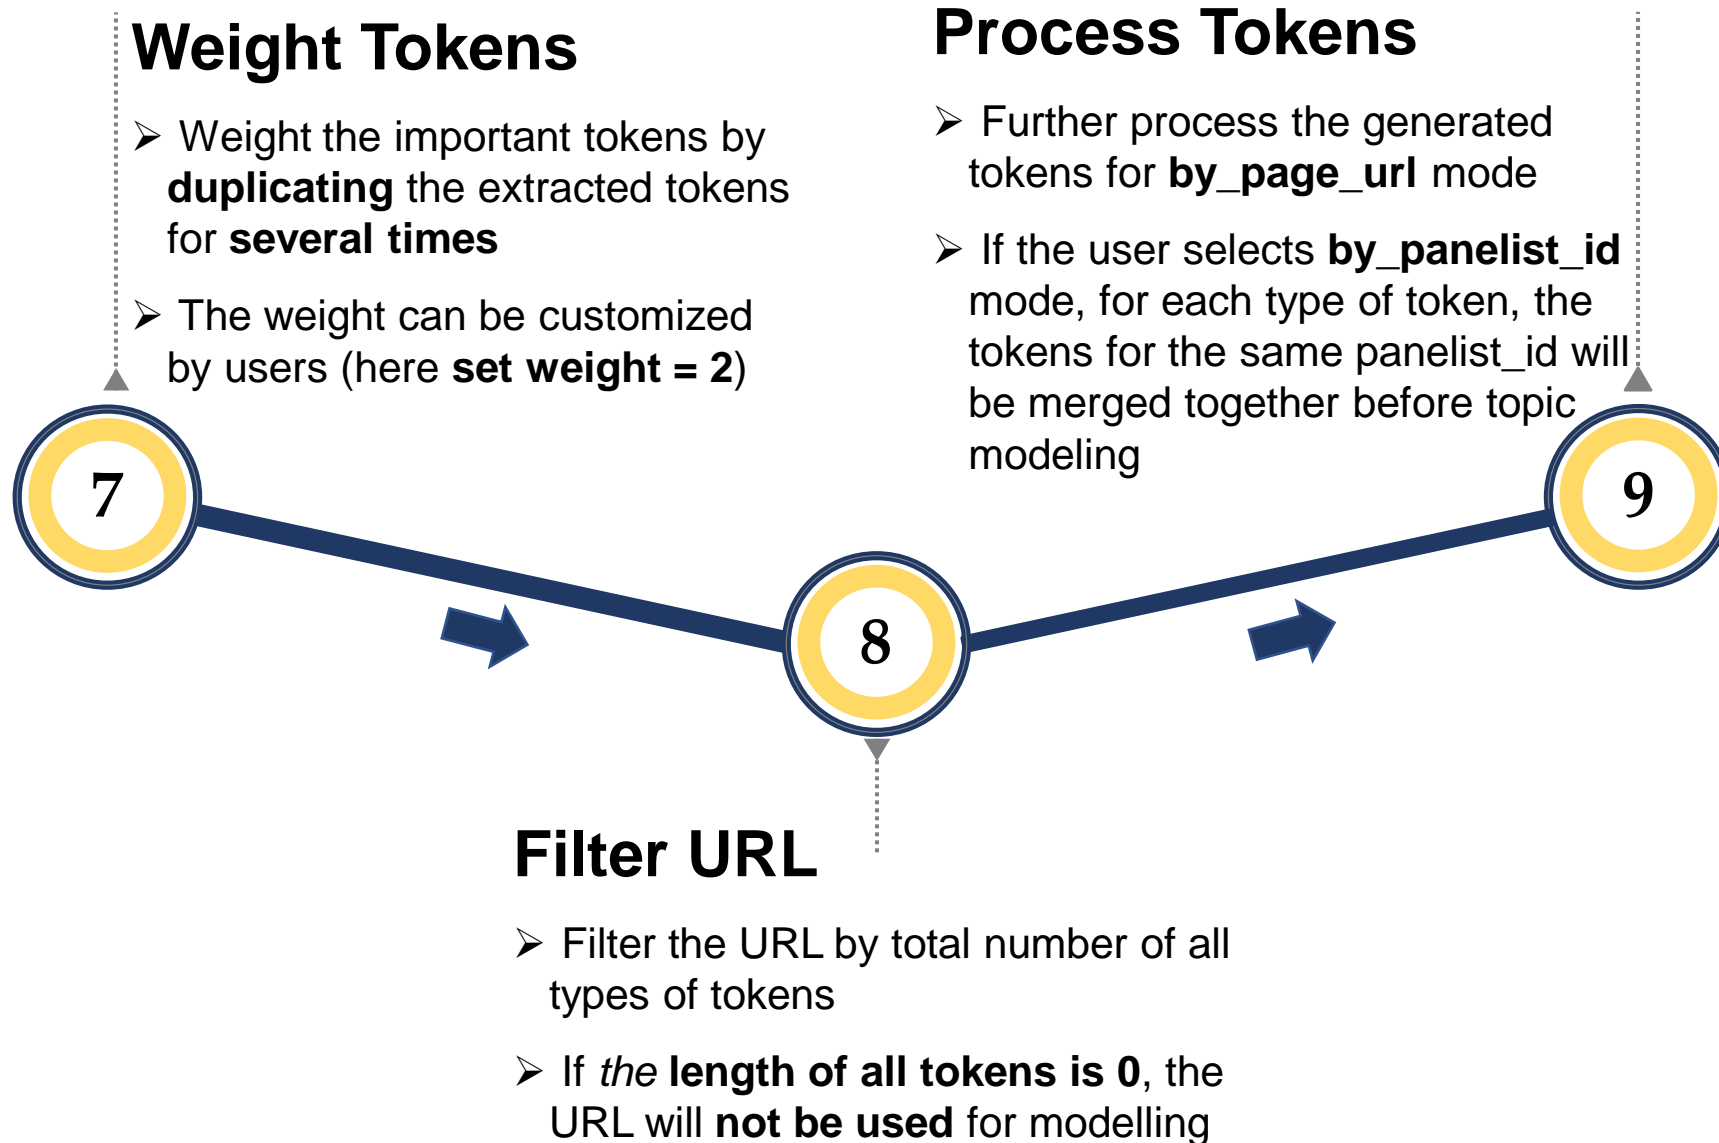 Weight Tokens
➢ Weight the important tokens by
duplicating the extracted tokens
for several times
➢ The weight can be customized
by users (here set weight = 2)
7
8
Filter URL
➢ Filter the URL by total number of all
types of tokens
➢ If the length of all tokens is 0, the
URL will not be used for modelling
Process Tokens
➢ Further process the generated
tokens for by_page_url mode
➢ If the user selects by_panelist_id
mode, for each type of token, the
tokens for the same panelist_id will
be merged together before topic
modeling
9